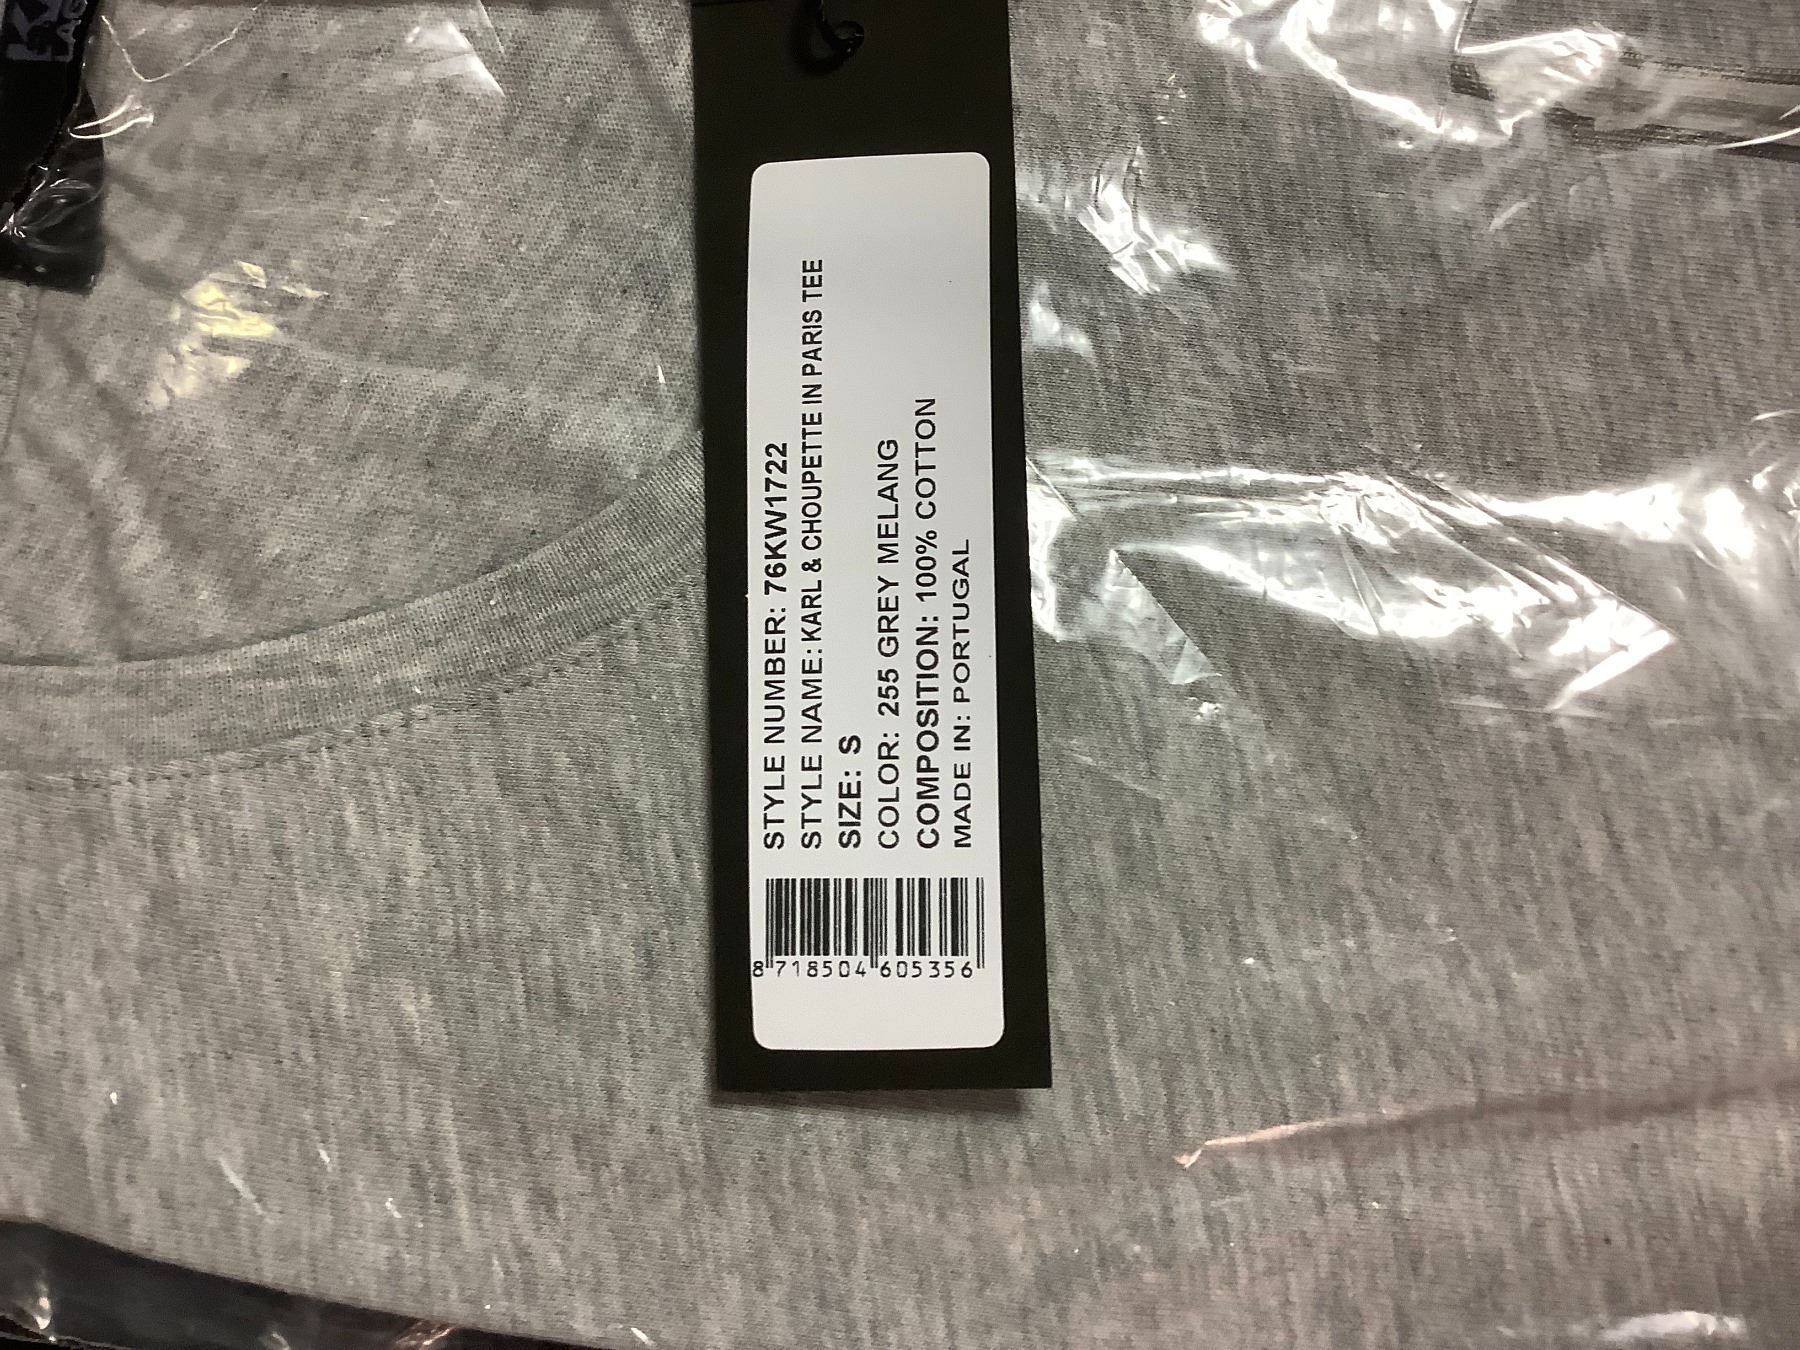 STYLE NUMBER: 76KW1722
STYLE NAME: KARL & CHOUPETTE IN PARIS TEE
SIZE: S
COLOR: 255 GREY MELANG
COMPOSITION: 100% COTTON
MADE IN: PORTUGAL
8 718504 605356